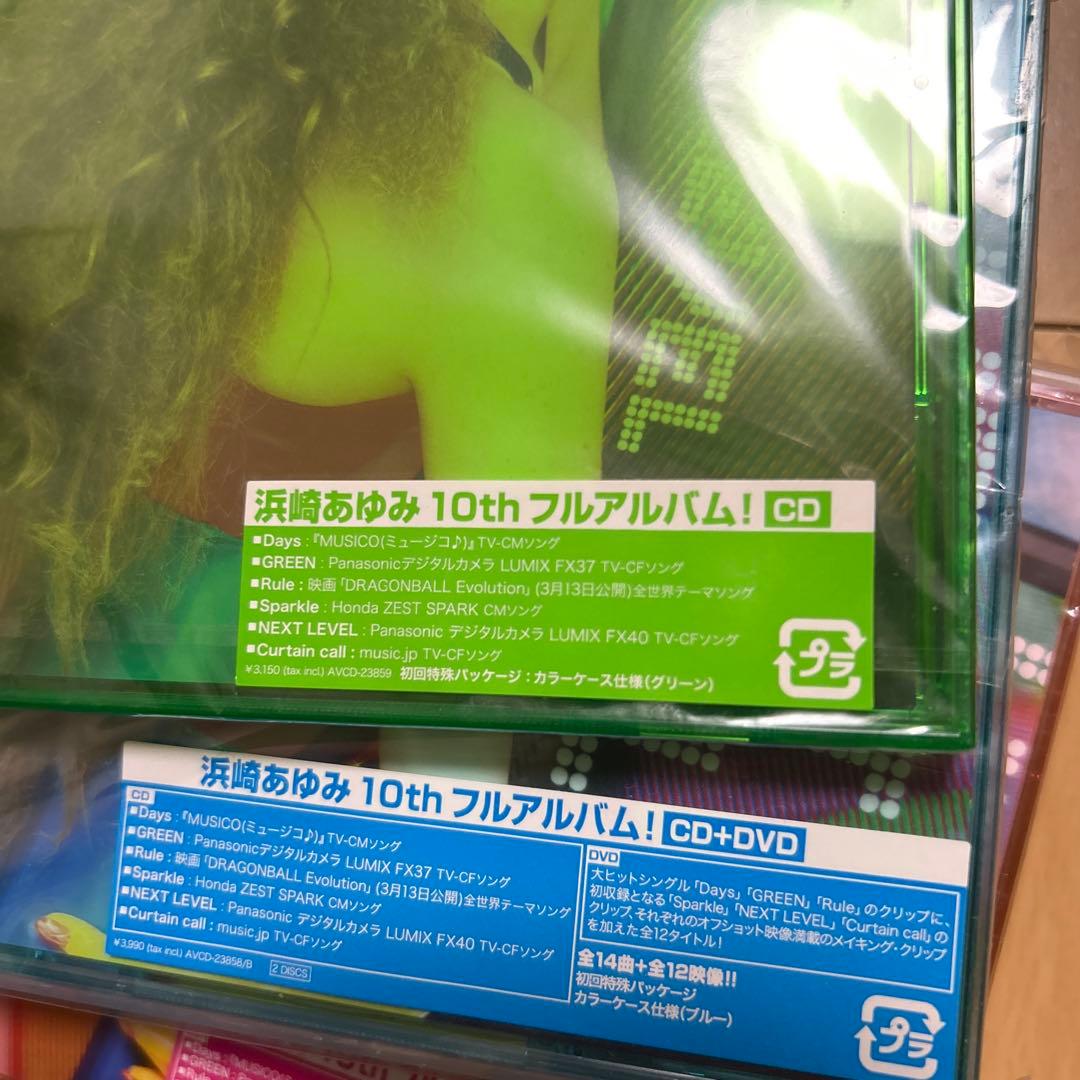 浜崎あゆみ 10th フルアルバム! CD
■Days:『MUSICO(ミュージコ♪)』TV-CMソング
■GREEN:Panasonicデジタルカメラ LUMIX FX37 TV-CFソング
■Rule:映画「DRAGONBALL Evolution」(3月13日公開)全世界テーマソング
■Sparkle:Honda ZEST SPARK CMソング
■NEXT LEVEL:Panasonic デジタルカメラ LUMIX FX40 TV-CFソング
■Curtain call:music.jp TV-CFソング
¥3,150 (tax incl.) AVCD-23859 初回特殊パッケージ:カラーケース仕様(グリーン)
プラ
浜崎あゆみ 10th フルアルバム! CD+DVD
CD
■Days:『MUSICO(ミュージコ♪)』TV-CMソング
■GREEN:Panasonicデジタルカメラ LUMIX FX37 TV-CFソング
■Rule:映画「DRAGONBALL Evolution」(3月13日公開)全世界テーマソング
■Sparkle:Honda ZEST SPARK CMソング
■NEXT LEVEL:Panasonic デジタルカメラ LUMIX FX40 TV-CFソング
■Curtain call:music.jp TV-CFソング
¥3,990 (tax incl.) AVCD-23858/B 2 DISCS
DVD
大ヒットシングル「Days」「GREEN」「Rule」のクリップに、
初収録となる「Sparkle」「NEXT LEVEL」「Curtain call」の
クリップ、それぞれのオフショット映像満載のメイキング・クリップ
を加えた全12タイトル!
全14曲+全12映像!!
初回特殊パッケージ
カラーケース仕様(ブルー)
プラ
■Days:『MUSICO
■GREEN:
■Rule